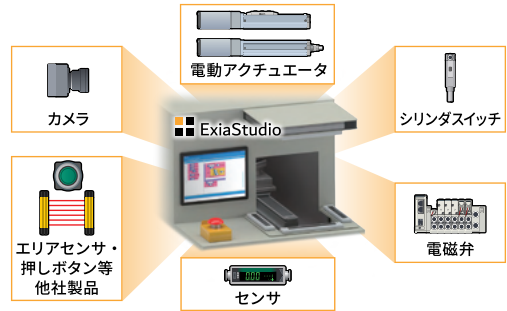 電動アクチュエータ
カメラ
シリンダスイッチ
ExiaStudio
エリアセンサ・
押しボタン等
他社製品
電磁弁
0.00
センサ